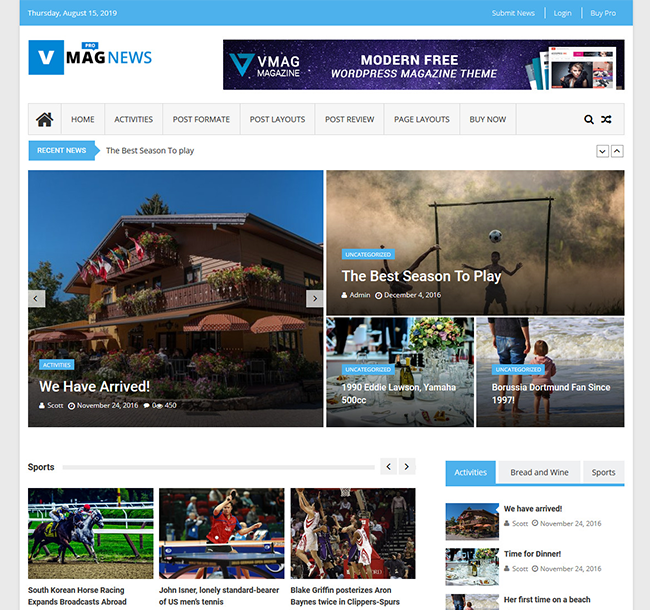 Thursday, August 15, 2019
Submit News
Login
Buy Pro
V
PRO
MAGNEWS
VMAG
MAGAZINE
MODERN FREE
WORDPRESS MAGAZINE THEME
HOME
ACTIVITIES
POST FORMATE
POST LAYOUTS
POST REVIEW
PAGE LAYOUTS
BUY NOW
RECENT NEWS
The Best Season To play
ACTIVITIES
We Have Arrived!
Scott November 24, 2016 0 450
UNCATEGORIZED
The Best Season To Play
Admin December 4, 2016
UNCATEGORIZED
1990 Eddie Lawson, Yamaha
500cc
UNCATEGORIZED
Borussia Dortmund Fan Since
1997!
Sports
South Korean Horse Racing
Expands Broadcasts Abroad
John Isner, lonely standard-bearer
of US men's tennis
Blake Griffin posterizes Aron
Baynes twice in Clippers-Spurs
Activities
Bread and Wine
Sports
We have arrived!
Scott November 24, 2016
Time for Dinner!
Scott November 24, 2016
Her first time on a beach